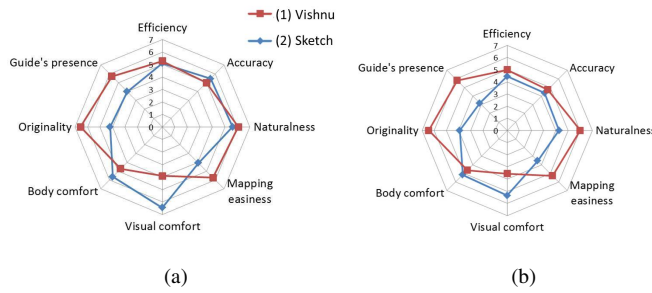 (1) Vishnu
(2) Sketch
Efficiency
Accuracy
Naturalness
Mapping
easiness
Visual comfort
Body comfort
Originality
Guide's presence
7
6
5
4
3
2
1
0
(a)
Efficiency
Accuracy
Naturalness
Mapping
easiness
Visual comfort
Body comfort
Originality
Guide's presence
7
6
5
4
3
2
1
0
(b)